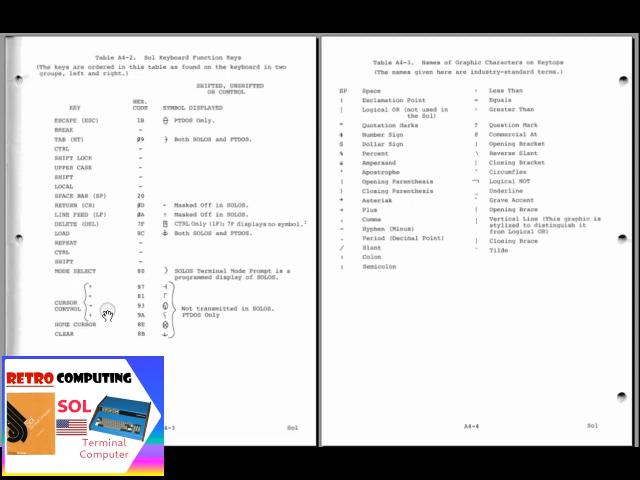 Table A4-2. Sol Keyboard Function Keys
(The keys are ordered in this table as found on the keyboard in two
groups, left and right.)
SHIFTED, UNSHIFTED
OR CONTROL
HEX.
KEY CODE SYMBOL DISPLAYED
ESCAPE (ESC) 1B PTDOS Only.
BREAK -
TAB (HT) Ø9 Both SOLOS and PTDOS.
CTRL -
SHIFT LOCK -
UPPER CASE -
SHIFT -
LOCAL -
SPACE BAR (SP) 20
RETURN (CR) ØD - Masked Off in SOLOS.
LINE FEED (LF) ØA Masked Off in SOLOS.
DELETE (DEL) 7F CTRL Only (LF); 7F displays no symbol.
LOAD 8C Both SOLOS and PTDOS.
REPEAT -
CTRL -
SHIFT -
MODE SELECT 80 ) SOLOS Terminal Mode Prompt is a
programmed display of SOLOS.
97
81
CURSOR
CONTROL
93
9A
Not transmitted in SOLOS.
PTDOS Only
HOME CURSOR 8E
CLEAR 8B
-3 Sol
Table A4-3. Names of Graphic Characters on Keytops
(The names given here are industry-standard terms.)
SP Space
! Exclamation Point
| Logical OR (not used in
the Sol)
" Quotation Marks
# Number Sign
$ Dollar Sign
% Percent
& Ampersand
' Apostrophe
( Opening Parenthesis
) Closing Parenthesis
* Asterisk
+ Plus
, Comma
- Hyphen (Minus)
. Period (Decimal Point)
/ Slant
: Colon
; Semicolon
< Less Than
= Equals
> Greater Than
? Question Mark
@ Commercial At
[ Opening Bracket
\ Reverse Slant
] Closing Bracket
^ Circumflex
¬ Logical NOT
_ Underline
` Grave Accent
{ Opening Brace
| Vertical Line (This graphic is
stylized to distinguish it
from Logical OR)
} Closing Brace
~ Tilde
A4-4 Sol
RETRO COMPUTING
SOL
Terminal
Computer